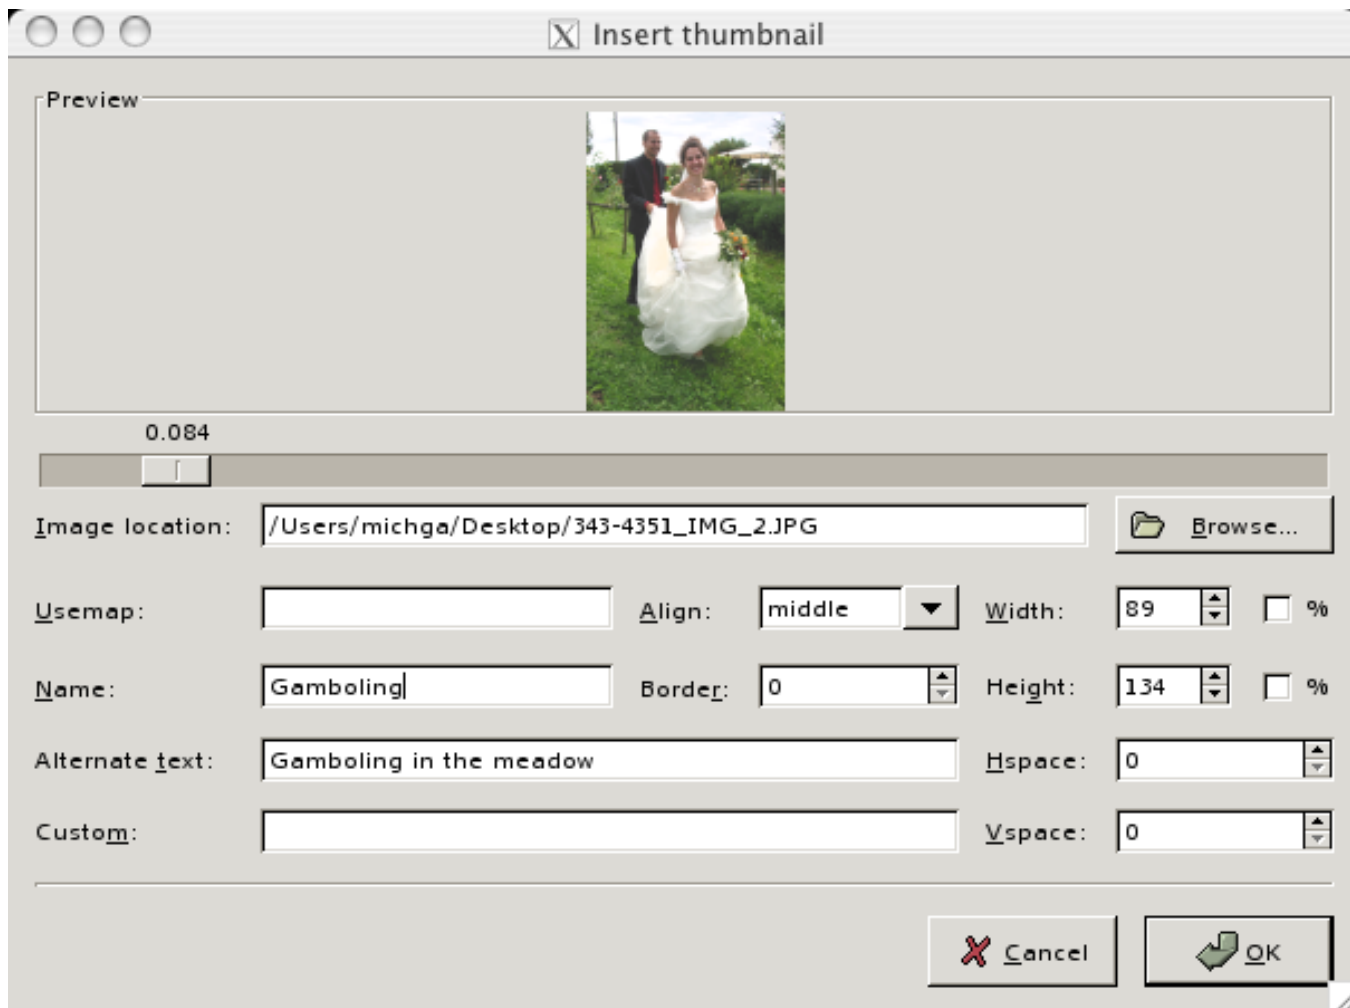 Insert thumbnail
Preview
0.084
Image location: /Users/michga/Desktop/343-4351_IMG_2.JPG Browse...
Usemap: Align: middle Width: 89 %
Name: Gamboling Border: 0 Height: 134 %
Alternate text: Gamboling in the meadow Hspace: 0
Custom: Vspace: 0
Cancel OK